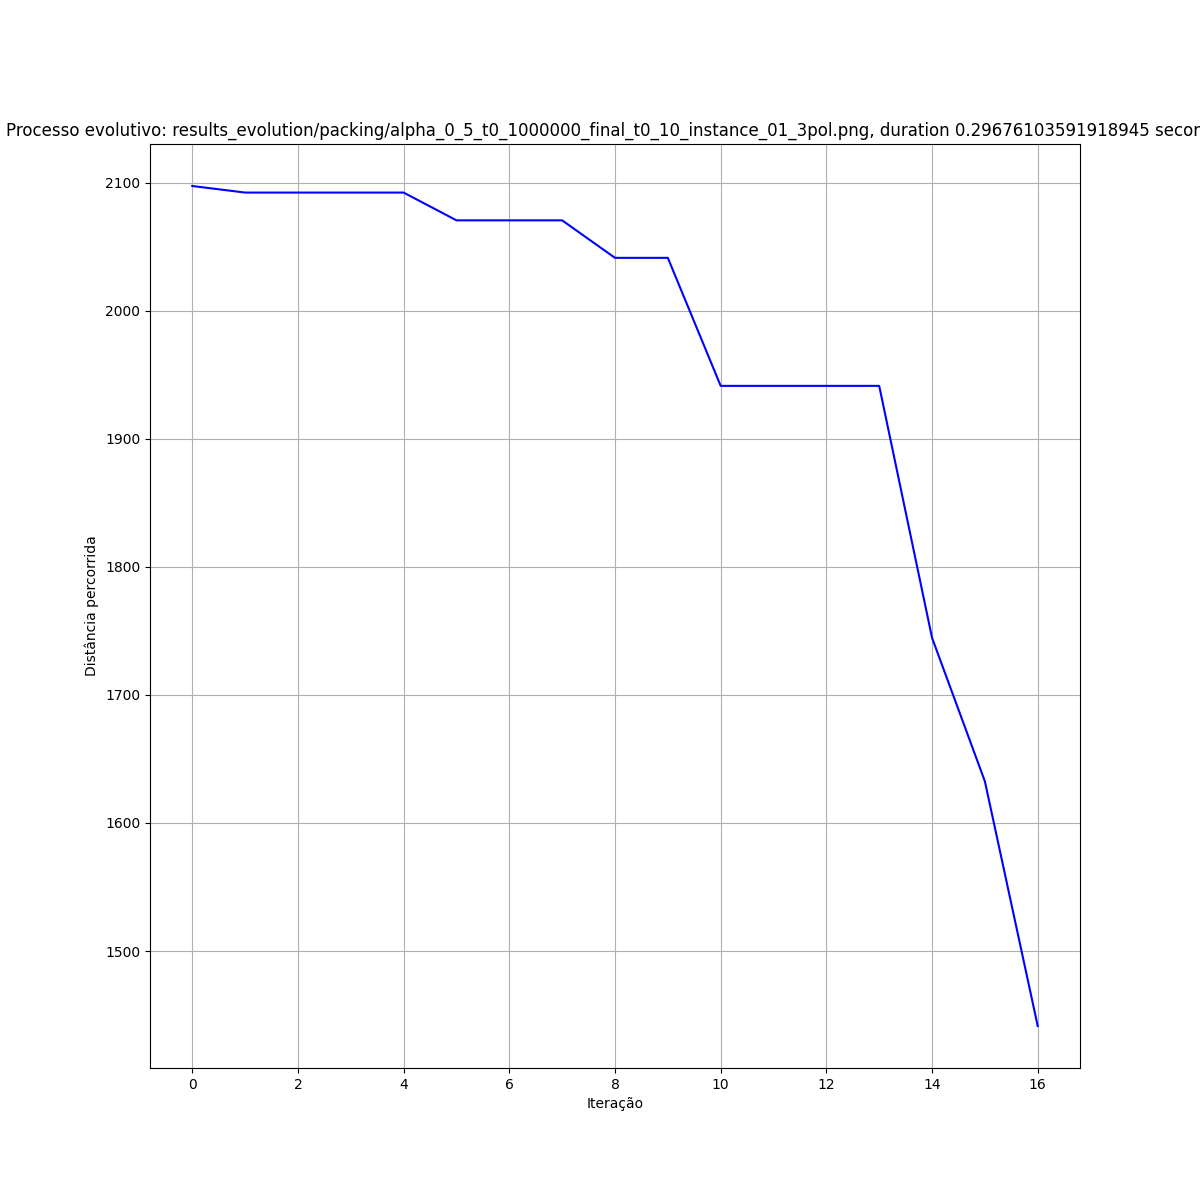 Processo evolutivo: results_evolution/packing/alpha_0_5_t0_1000000_final_t0_10_instance_01_3pol.png, duration 0.29676103591918945 secor
2100
2000
1900
1800
1700
1600
1500
Distância percorrida
0 2 4 6 8 10 12 14 16
Iteração